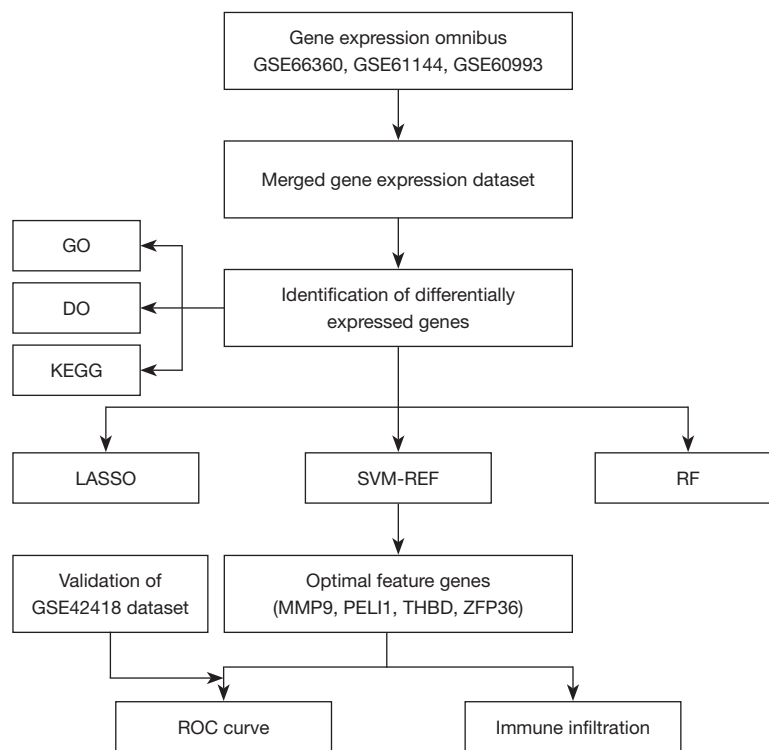 Gene expression omnibus
GSE66360, GSE61144, GSE60993
Merged gene expression dataset
GO
DO
KEGG
Identification of differentially
expressed genes
LASSO
SVM-REF
RF
Validation of
GSE42418 dataset
Optimal feature genes
(MMP9, PELI1, THBD, ZFP36)
ROC curve
Immune infiltration